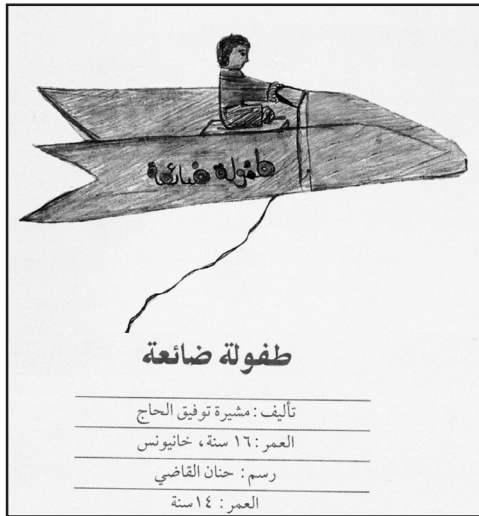 طفولة ضائعة
طفولة ضائعة
تأليف : مشيرة توفيق الحاج
العمر : ١٦ سنة ، خانيونس
رسم : حنان القاضي
العمر : ١٤ سنة